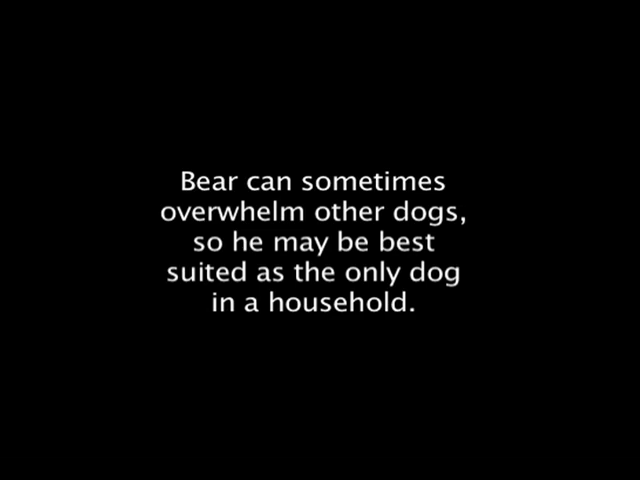 Bear can sometimes
overwhelm other dogs,
so he may be best
suited as the only dog
in a household.